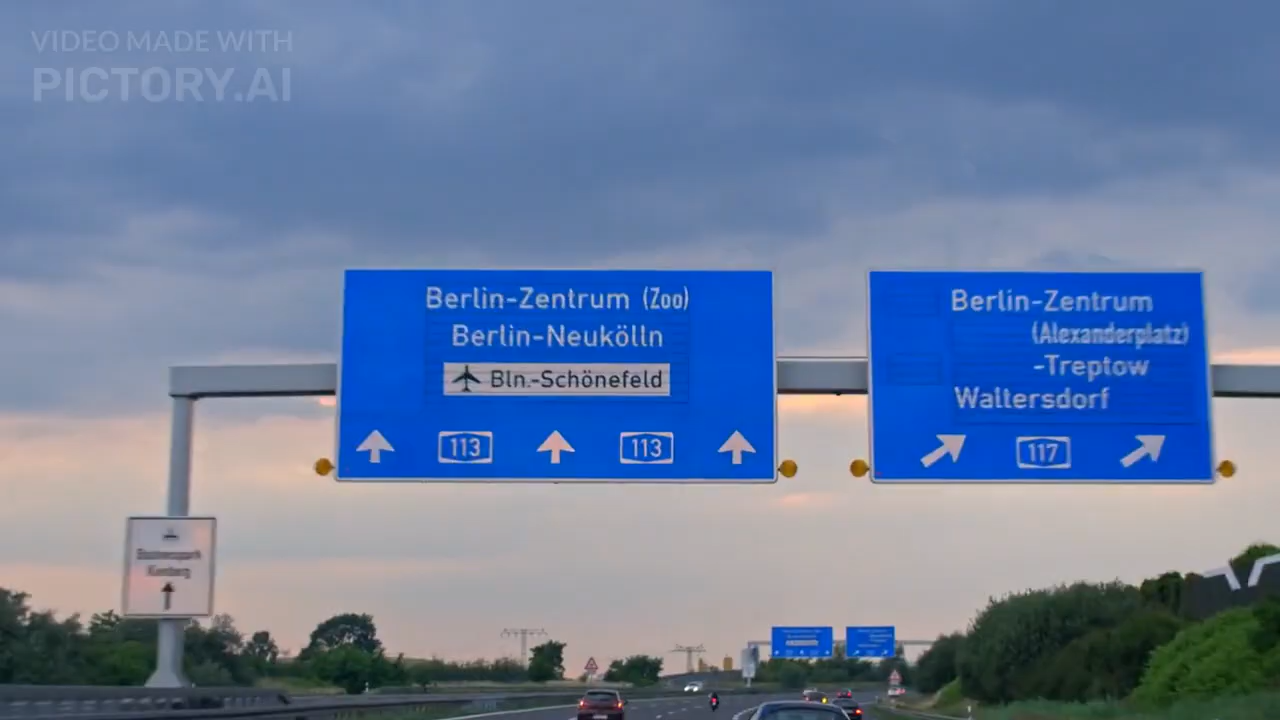 VIDEO MADE WITH
PICTORY.AI
Berlin-Zentrum (Zoo)
Berlin-Neukölln
Bln.-Schönefeld
113 113
Berlin-Zentrum
(Alexanderplatz)
-Treptow
Waltersdorf
117